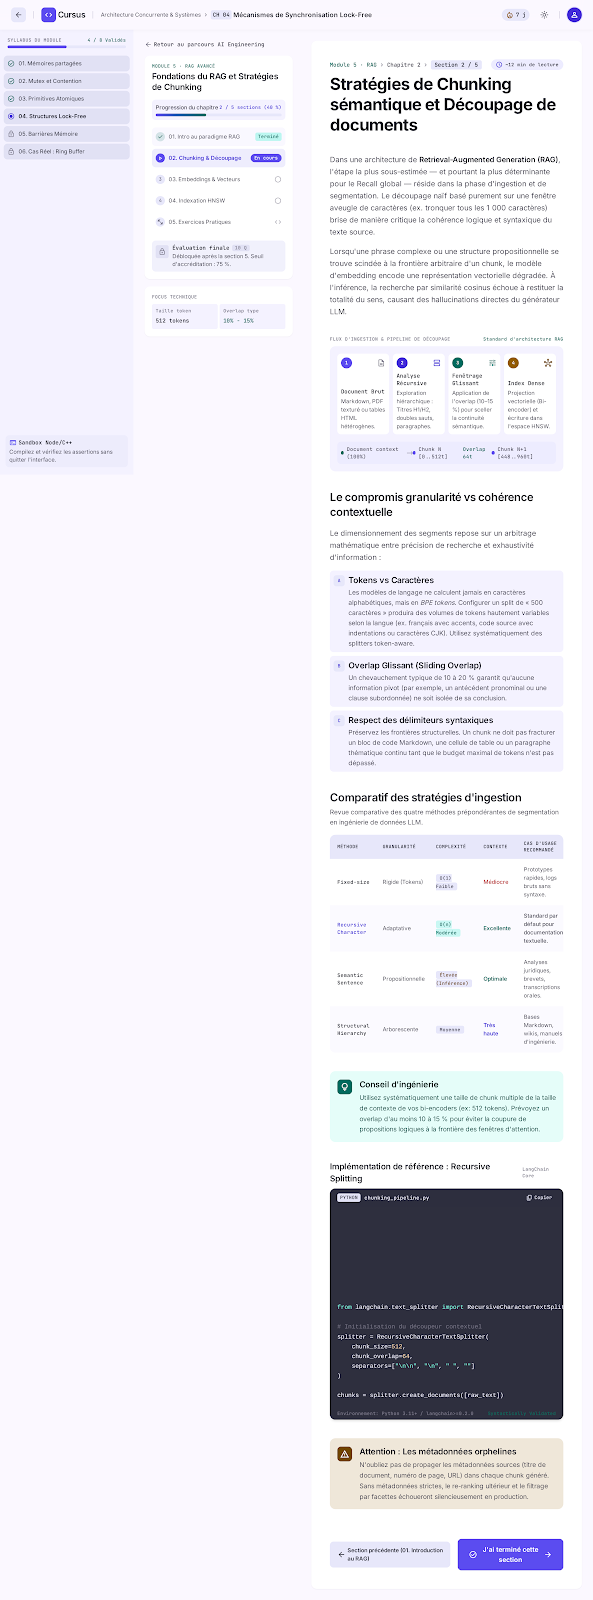 Cursus
Architecture Concurrente & Systèmes
CH 04 Mécanismes de Synchronisation Lock-Free
7 j
SYLLABUS DU MODULE
4 / 8 Validés
01. Mémoires partagées
02. Mutex et Contention
03. Primitives Atomiques
04. Structures Lock-Free
05. Barrières Mémoire
06. Cas Réel : Ring Buffer
Sandbox Node/C++
Compilez et vérifiez les assertions sans
quitter l'interface.
← Retour au parcours AI Engineering
MODULE 5 · RAG AVANCÉ
Fondations du RAG et Stratégies
de Chunking
Progression du chapitre 2 / 5 sections (40 %)
01. Intro au paradigme RAG
Terminé
02. Chunking & Découpage
En cours
3
03. Embeddings & Vecteurs
4
04. Indexation HNSW
05. Exercices Pratiques
Évaluation finale
Débloquée après la section 5. Seuil
d'accréditation : 75 %.
FOCUS TECHNIQUE
Taille token
512 tokens
Overlap type
10% - 15%
Module 5 · RAG › Chapitre 2 › Section 2 / 5
~12 min de lecture
Stratégies de Chunking
sémantique et Découpage de
documents
Dans une architecture de Retrieval-Augmented Generation (RAG),
l'étape la plus sous-estimée — et pourtant la plus déterminante
pour le Recall global — réside dans la phase d'ingestion et de
segmentation. Le découpage naïf basé purement sur une fenêtre
aveugle de caractères (ex. tronquer tous les 1 000 caractères)
brise de manière critique la cohérence logique et syntaxique du
texte source.
Lorsqu'une phrase complexe ou une structure propositionnelle se
trouve scindée à la frontière arbitraire d'un chunk, le modèle
d'embedding encode une représentation vectorielle dégradée. À
l'inférence, la recherche par similarité cosinus échoue à restituer la
totalité du sens, causant des hallucinations directes du générateur
LLM.
FLUX D'INGESTION & PIPELINE DE DÉCOUPAGE
Standard d'architecture RAG
1
Document Brut
Markdown, PDF
texturé ou tables
HTML
hétérogènes.
2
Analyse
Récursive
Exploration
hiérarchique :
Titres H1/H2,
doubles sauts,
paragraphes.
3
Fenêtrage
Glissant
Application de
l'overlap (10-15
%) pour sceller
la continuité
sémantique.
4
Index Dense
Projection
vectorielle (Bi-
encoder) et
écriture dans
l'espace HNSW.
Document context
(100%)
Chunk N
[0..512t]
Overlap
64t
Chunk N+1
[448..960t]
Le compromis granularité vs cohérence
contextuelle
Le dimensionnement des segments repose sur un arbitrage
mathématique entre précision de recherche et exhaustivité
d'information :
A
Tokens vs Caractères
Les modèles de langage ne calculent jamais en caractères
alphabétiques, mais en BPE tokens. Configurer un split de « 500
caractères » produira des volumes de tokens hautement variables
selon la langue (ex. français avec accents, code source avec
indentations ou caractères CJK). Utilisez systématiquement des
splitters token-aware.
B
Overlap Glissant (Sliding Overlap)
Un chevauchement typique de 10 à 20 % garantit qu'aucune
information pivot (par exemple, un antécédent pronominal ou une
clause subordonnée) ne soit isolée de sa conclusion.
C
Respect des délimiteurs syntaxiques
Préservez les frontières structurelles. Un chunk ne doit pas fracturer
un bloc de code Markdown, une cellule de table ou un paragraphe
thématique continu tant que le budget maximal de tokens n'est pas
dépassé.
Comparatif des stratégies d'ingestion
Revue comparative des quatre méthodes prépondérantes de segmentation
en ingénierie de données LLM.
MÉTHODE
GRANULARITÉ
COMPLEXITÉ
CONTEXTE
CAS D'USAGE
RECOMMANDÉ
Fixed-size
Rigide (Tokens)
O(1)
Faible
Médiocre
Prototypes
rapides, logs
bruts sans
syntaxe.
Recursive
Character
Adaptative
O(n)
Modérée
Excellente
Standard par
défaut pour
documentation
textuelle.
Semantic
Sentence
Propositionnelle
Élevée
(Inférence)
Optimale
Analyses
juridiques,
brevets,
transcriptions
orales.
Structural
Hierarchy
Arborescente
Moyenne
Très
haute
Bases
Markdown,
wikis, manuels
d'ingénierie.
Conseil d'ingénierie
Utilisez systématiquement une taille de chunk multiple de la taille
de contexte de vos bi-encoders (ex: 512 tokens). Prévoyez un
overlap d'au moins 10 à 15 % pour éviter la coupure de
propositions logiques à la frontière des fenêtres d'attention.
Implémentation de référence : Recursive
Splitting
LangChain
Core
PYTHON
chunking_pipeline.py
Copier
from langchain.text_splitter import RecursiveCharacterTextSplit
# Initialisation du découpeur contextuel
splitter = RecursiveCharacterTextSplitter(
chunk_size=512,
chunk_overlap=64,
separators=["\n\n", "\n", " ", ""]
)
chunks = splitter.create_documents([raw_text])
Environnement: Python 3.11+ / langchain>=0.2.0
Attention : Les métadonnées orphelines
N'oubliez pas de propager les métadonnées sources (titre de
document, numéro de page, URL) dans chaque chunk généré.
Sans métadonnées strictes, le re-ranking ultérieur et le filtrage
par facettes échoueront silencieusement en production.
← Section précédente (01. Introduction
au RAG)
J'ai terminé cette
section →